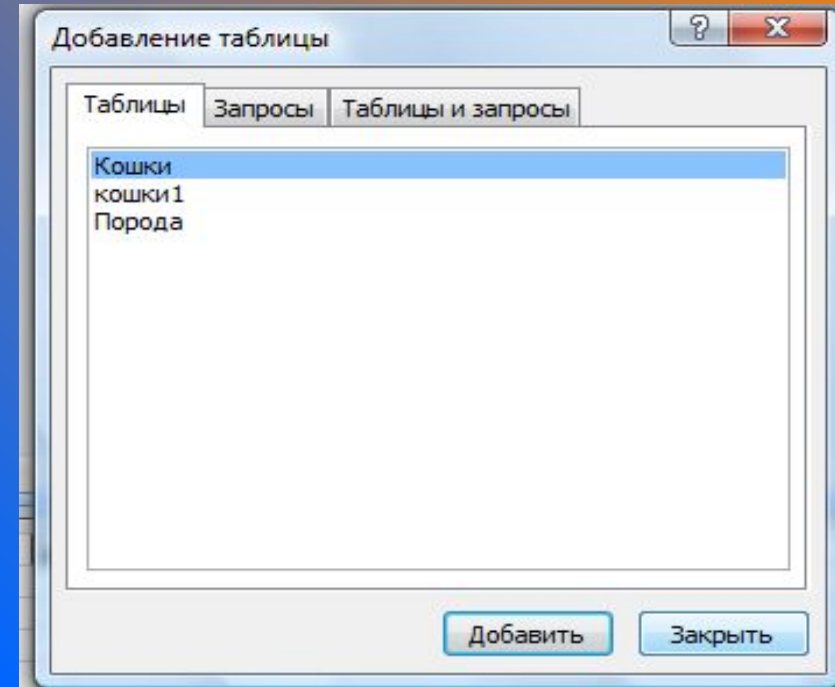 Добавление таблицы
Таблицы Запросы Таблицы и запросы
Кошки
кошки1
Порода
Добавить Закрыть